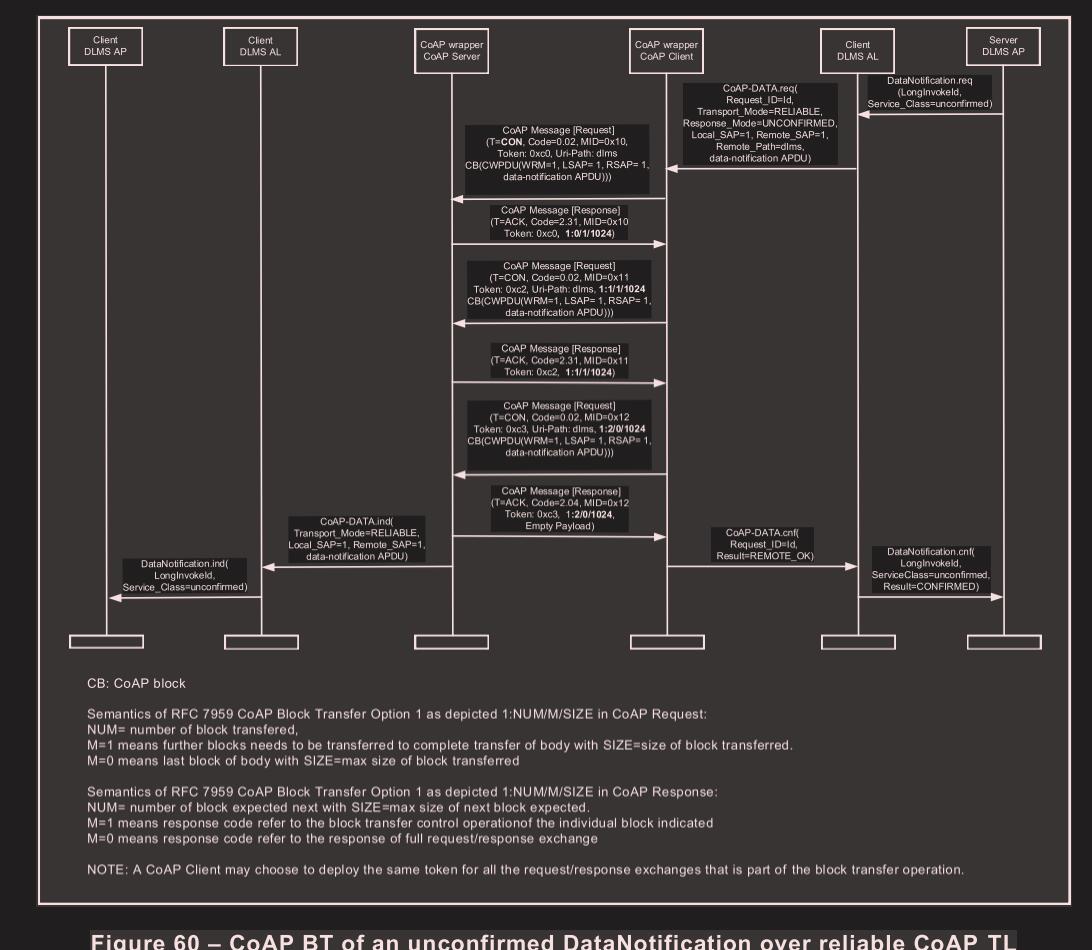 Client
DLMS AP
Client
DLMS AL
CoAP wrapper
CoAP Server
CoAP wrapper
CoAP Client
Client
DLMS AL
Server
DLMS AP
DataNotification.req
(LongInvokeId,
Service_Class=unconfirmed)
CoAP-DATA.req(
Request_ID=Id,
Transport_Mode=RELIABLE,
Response_Mode=UNCONFIRMED,
Local_SAP=1, Remote_SAP=1,
Remote_Path=dlms,
data-notification APDU)
CoAP Message [Request]
(T=CON, Code=0.02, MID=0x10,
Token: 0xc0, Uri-Path: dlms
CB(CWPDU(WRM=1, LSAP= 1, RSAP= 1,
data-notification APDU)))
CoAP Message [Response]
(T=ACK, Code=2.31, MID=0x10
Token: 0xc0, 1:0/1/1024)
CoAP Message [Request]
(T=CON, Code=0.02, MID=0x11
Token: 0xc2, Uri-Path: dlms, 1:1/1/1024
CB(CWPDU(WRM=1, LSAP= 1, RSAP= 1,
data-notification APDU)))
CoAP Message [Response]
(T=ACK, Code=2.31, MID=0x11
Token: 0xc2, 1:1/1/1024)
CoAP Message [Request]
(T=CON, Code=0.02, MID=0x12
Token: 0xc3, Uri-Path: dlms, 1:2/0/1024
CB(CWPDU(WRM=1, LSAP= 1, RSAP= 1,
data-notification APDU)))
CoAP Message [Response]
(T=ACK, Code=2.04, MID=0x12
Token: 0xc3, 1:2/0/1024,
Empty Payload)
CoAP-DATA.ind(
Transport_Mode=RELIABLE,
Local_SAP=1, Remote_SAP=1,
data-notification APDU)
CoAP-DATA.cnf(
Request_ID=Id,
Result=REMOTE_OK)
DataNotification.ind(
LongInvokeId,
Service_Class=unconfirmed)
DataNotification.cnf(
LongInvokeId,
ServiceClass=unconfirmed,
Result=CONFIRMED)
CB: CoAP block
Semantics of RFC 7959 CoAP Block Transfer Option 1 as depicted 1:NUM/M/SIZE in CoAP Request:
NUM= number of block transfered,
M=1 means further blocks needs to be transferred to complete transfer of body with SIZE=size of block transferred.
M=0 means last block of body with SIZE=max size of block transferred
Semantics of RFC 7959 CoAP Block Transfer Option 1 as depicted 1:NUM/M/SIZE in CoAP Response:
NUM= number of block expected next with SIZE=max size of next block expected.
M=1 means response code refer to the block transfer control operationof the individual block indicated
M=0 means response code refer to the response of full request/response exchange
NOTE: A CoAP Client may choose to deploy the same token for all the request/response exchanges that is part of the block transfer operation.
Figure 60 – CoAP BT of an unconfirmed DataNotification over reliable CoAP TL